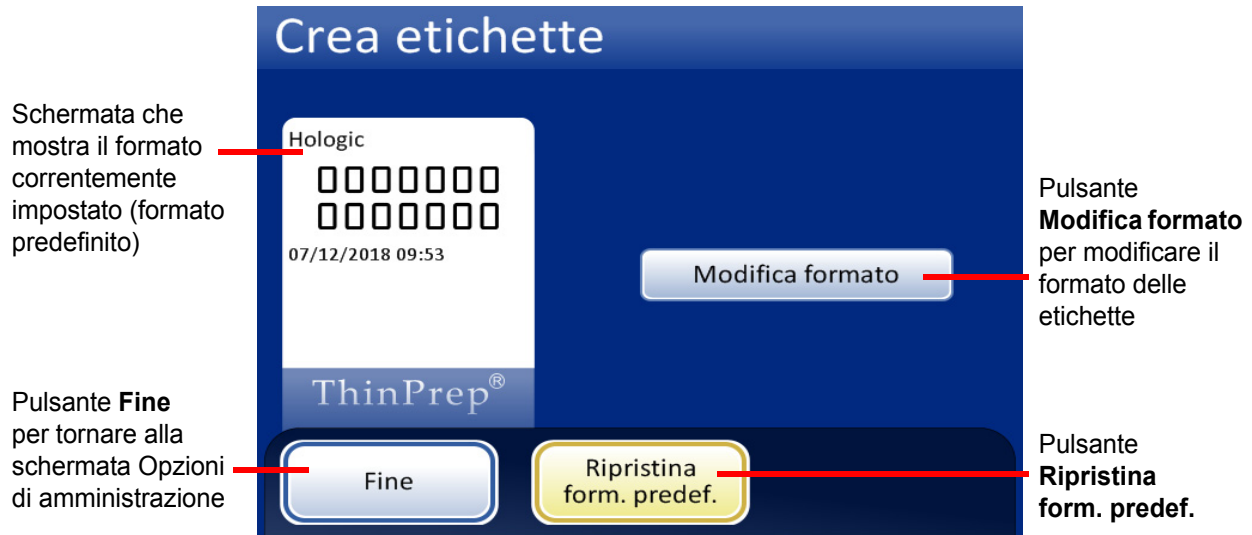 Crea etichette
Schermata che
mostra il formato
correntemente
impostato (formato
predefinito)
Hologic
0000000
0000000
07/12/2018 09:53
ThinPrep®
Modifica formato
Pulsante
Modifica formato
per modificare il
formato delle
etichette
Pulsante Fine
per tornare alla
schermata Opzioni
di amministrazione
Fine
Ripristina
form. predef.
Pulsante
Ripristina
form. predef.